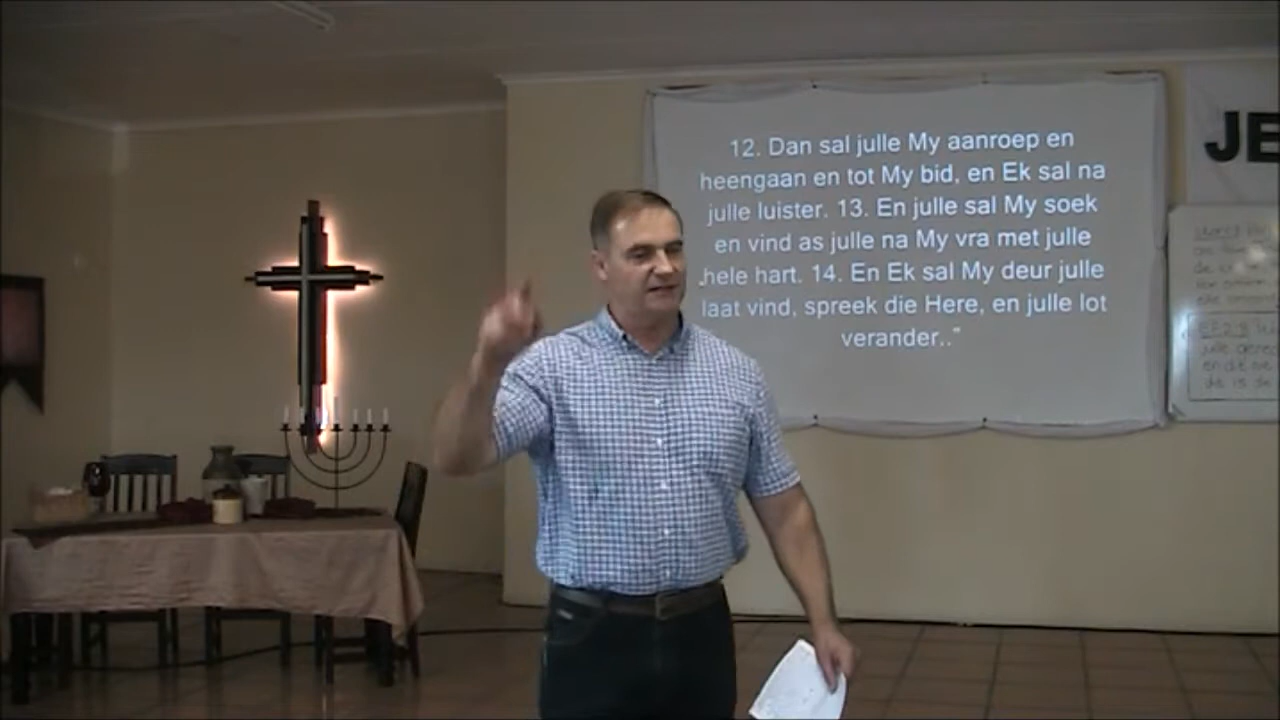 12. Dan sal julle My aanroep en
heengaan en tot My bid, en Ek sal na
julle luister. 13. En julle sal My soek
en vind as julle na My vra met julle
hele hart. 14. En Ek sal My deur julle
laat vind, spreek die Here, en julle lot
verander.."
JE